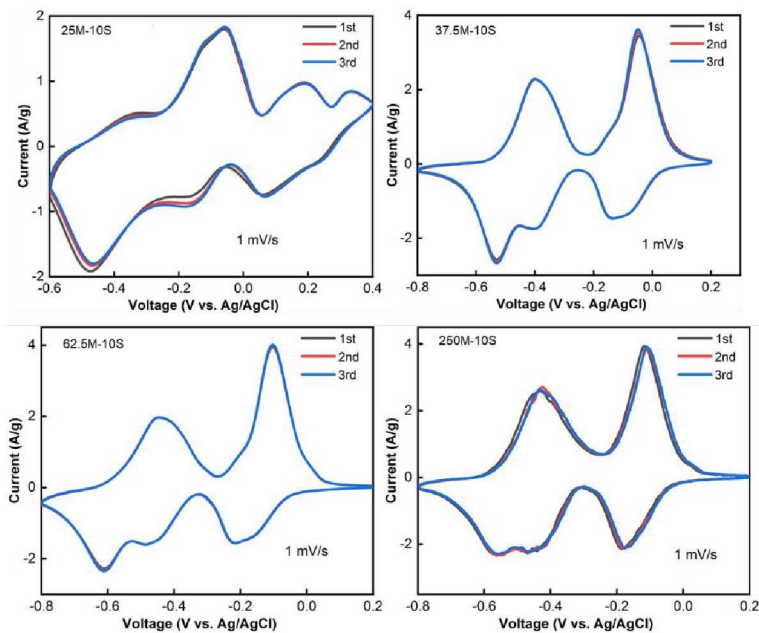 25M-10S
1st
2nd
3rd
1 mV/s
Current (A/g)
2
1
0
-1
-2
-0.6 -0.4 -0.2 0.0 0.2 0.4
Voltage (V vs. Ag/AgCl)
37.5M-10S
1st
2nd
3rd
1 mV/s
Current (A/g)
4
2
0
-2
-0.8 -0.6 -0.4 -0.2 0.0 0.2
Voltage (V vs. Ag/AgCl)
62.5M-10S
1st
2nd
3rd
1 mV/s
Current (A/g)
4
2
0
-2
-0.8 -0.6 -0.4 -0.2 0.0 0.2
Voltage (V vs. Ag/AgCl)
250M-10S
1st
2nd
3rd
1 mV/s
Current (A/g)
4
2
0
-2
-0.8 -0.6 -0.4 -0.2 0.0 0.2
Voltage (V vs. Ag/AgCl)